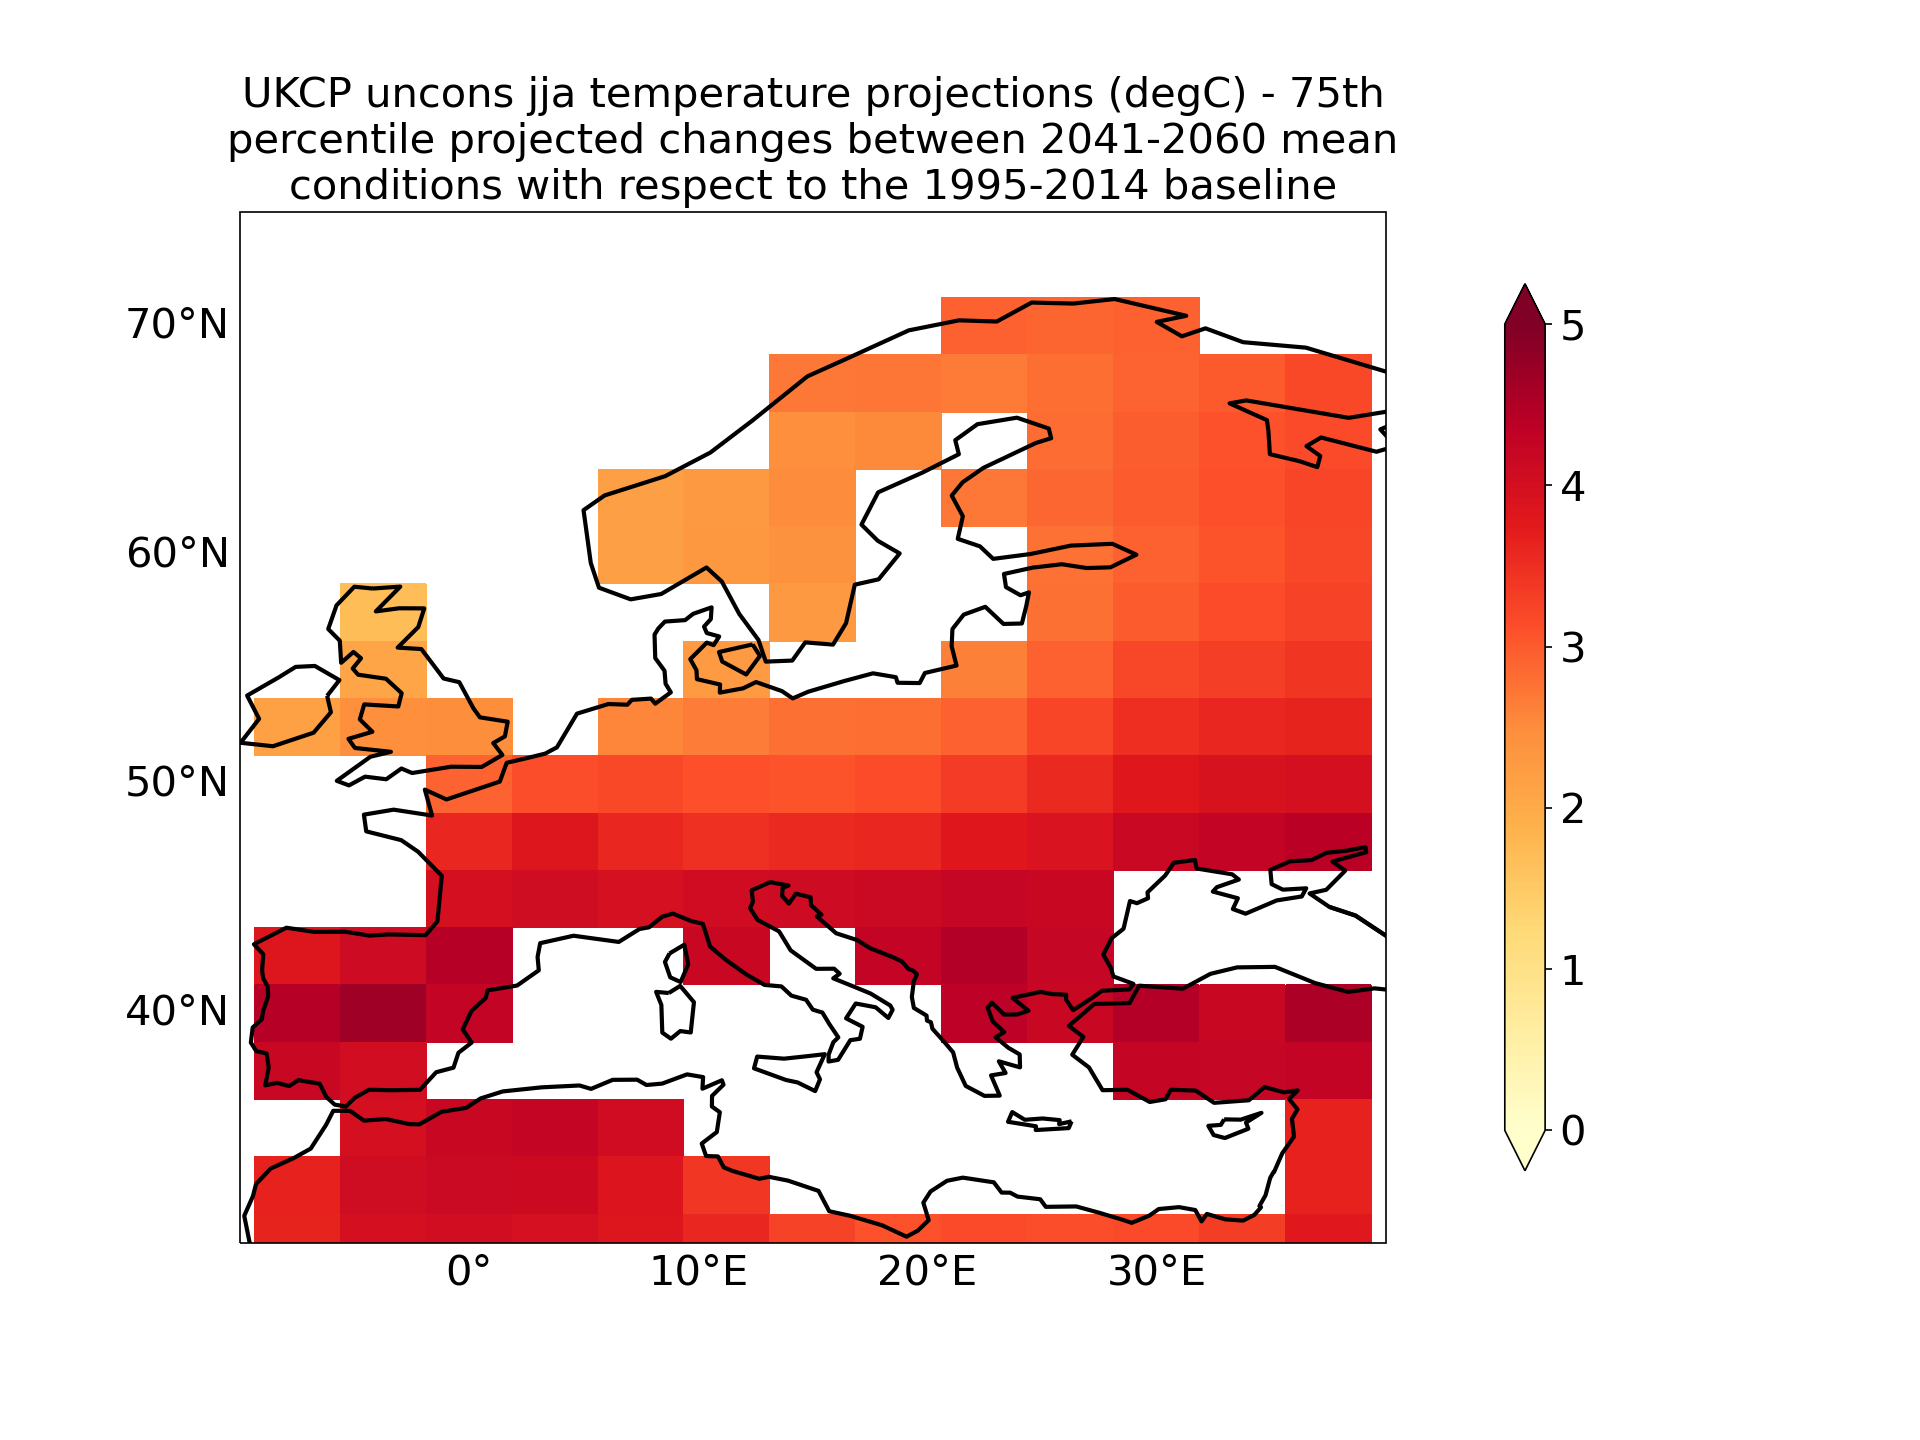 UKCP uncons jja temperature projections (degC) - 75th
percentile projected changes between 2041-2060 mean
conditions with respect to the 1995-2014 baseline
70°N
60°N
50°N
40°N
0°
10°E
20°E
30°E
5
4
3
2
1
0